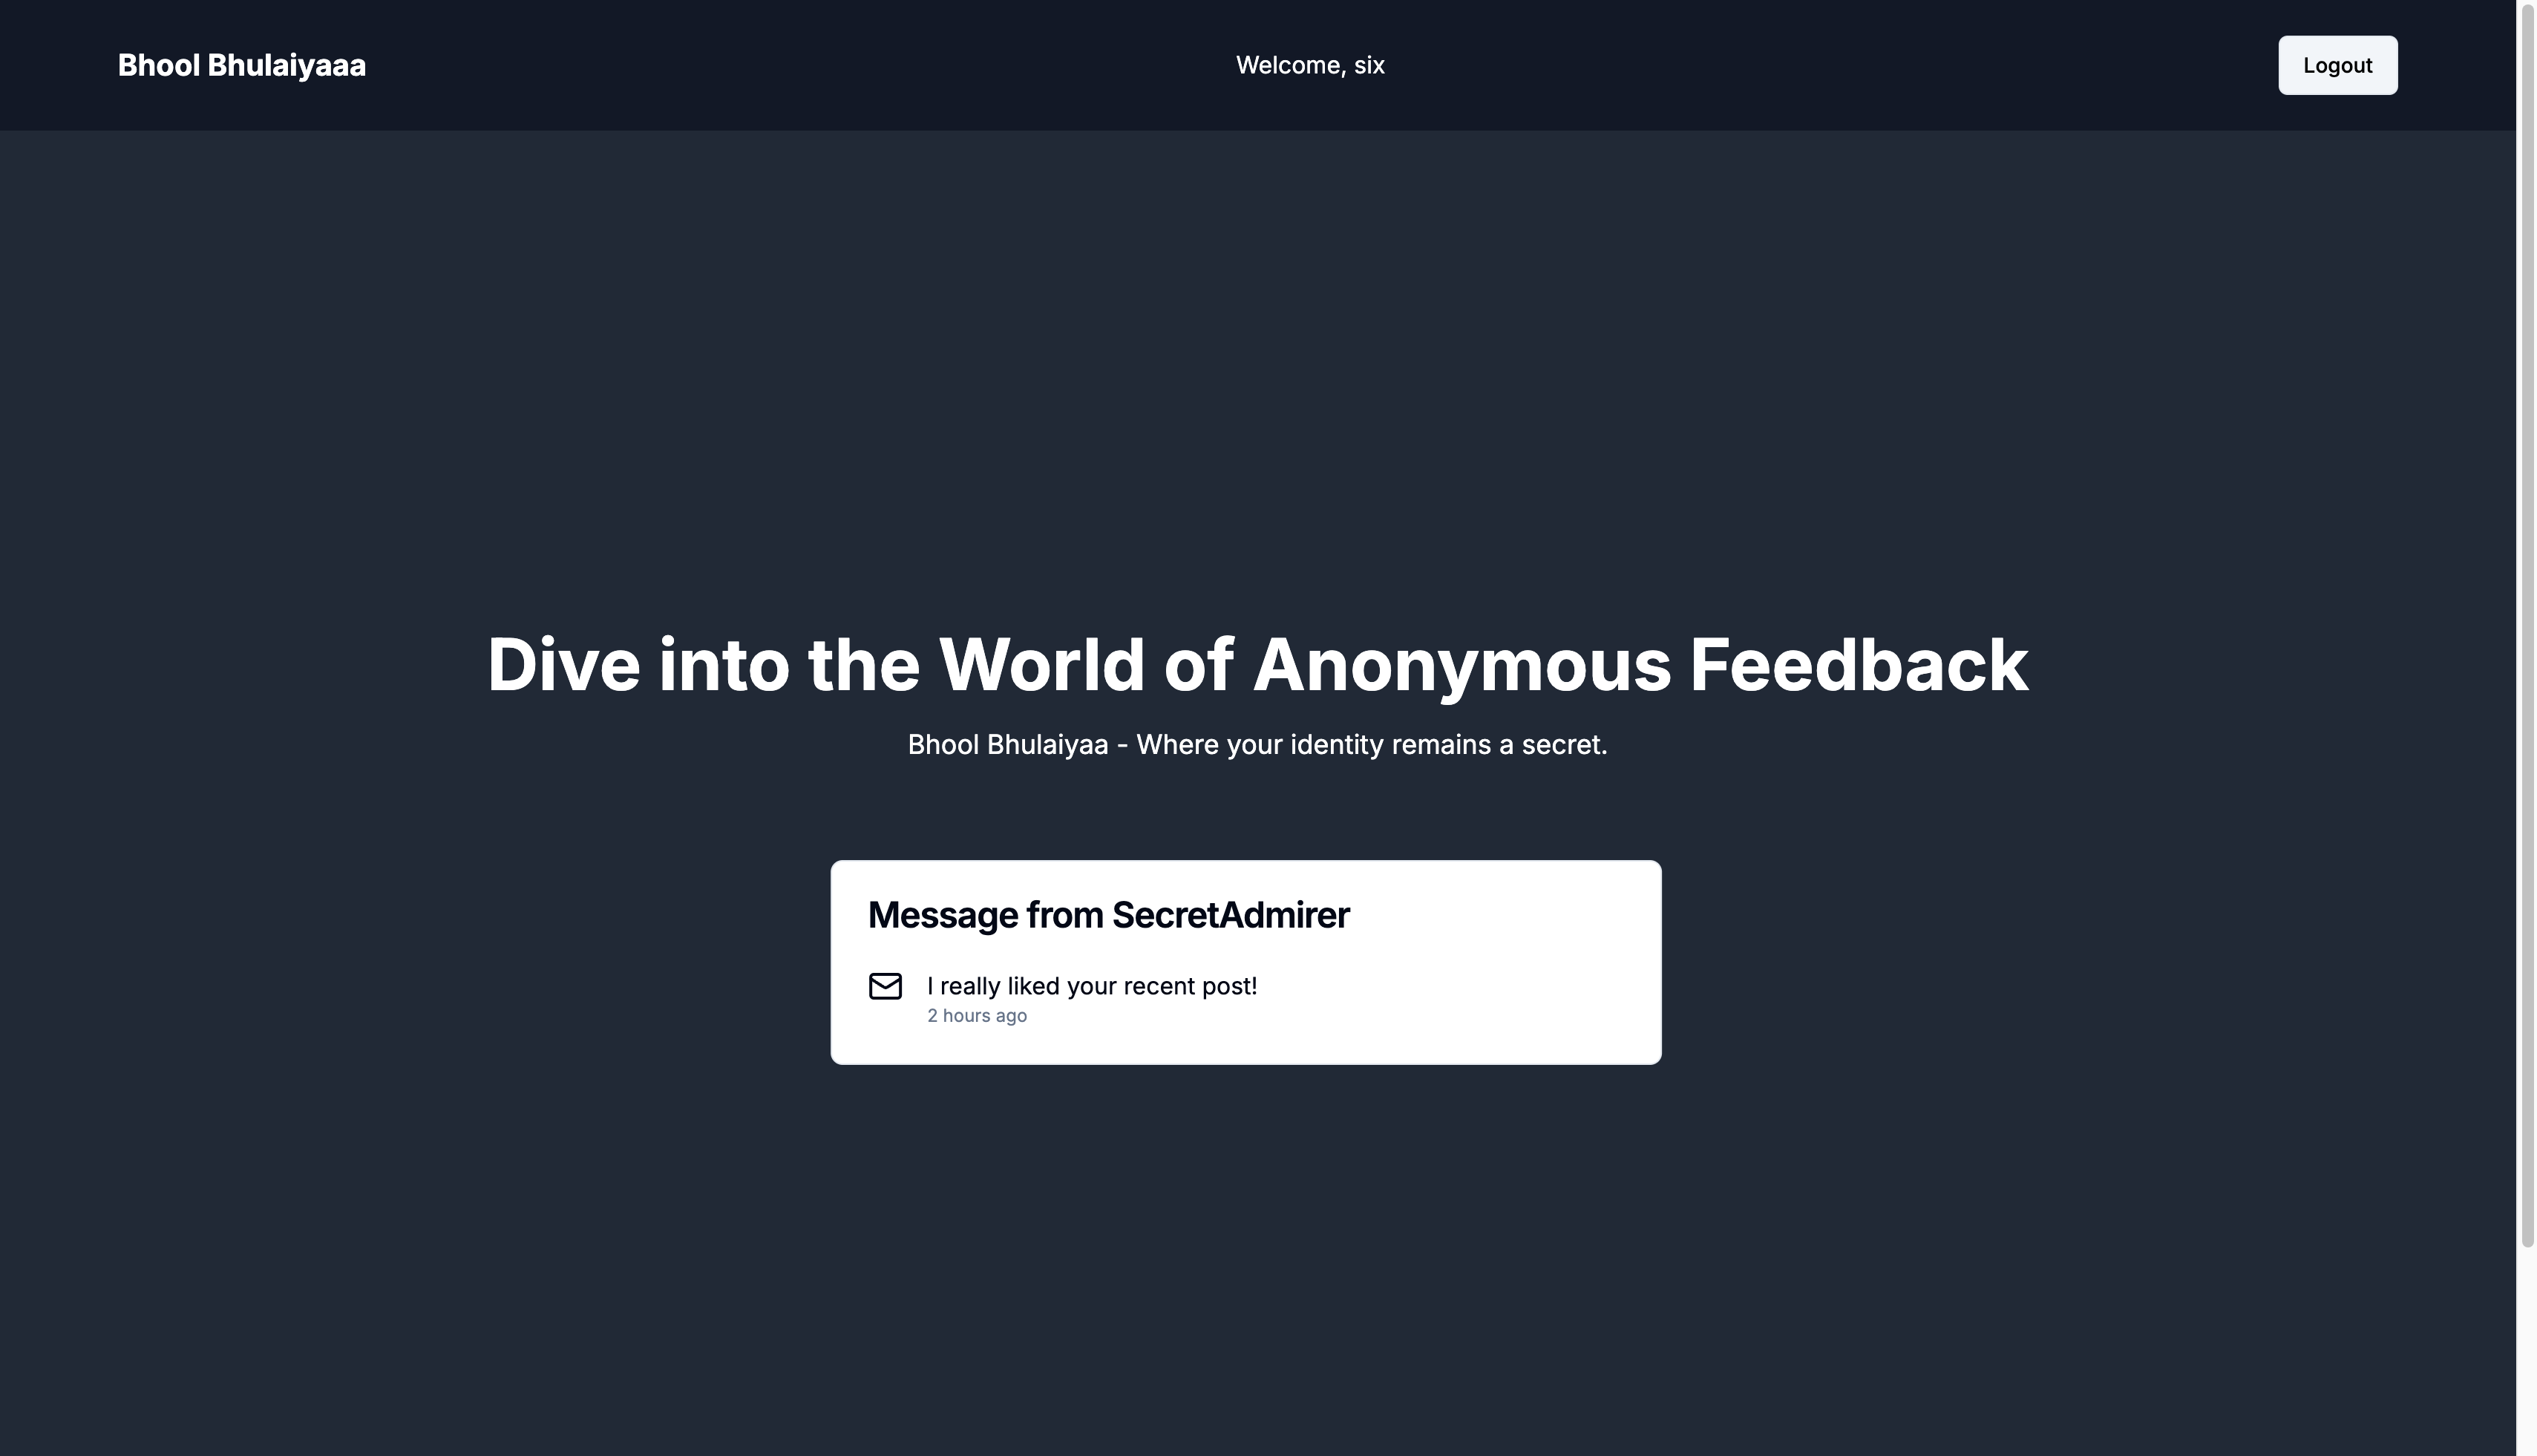 Bhool Bhulaiyaaa
Welcome, six
Logout
Dive into the World of Anonymous Feedback
Bhool Bhulaiyaa - Where your identity remains a secret.
Message from SecretAdmirer
I really liked your recent post!
2 hours ago